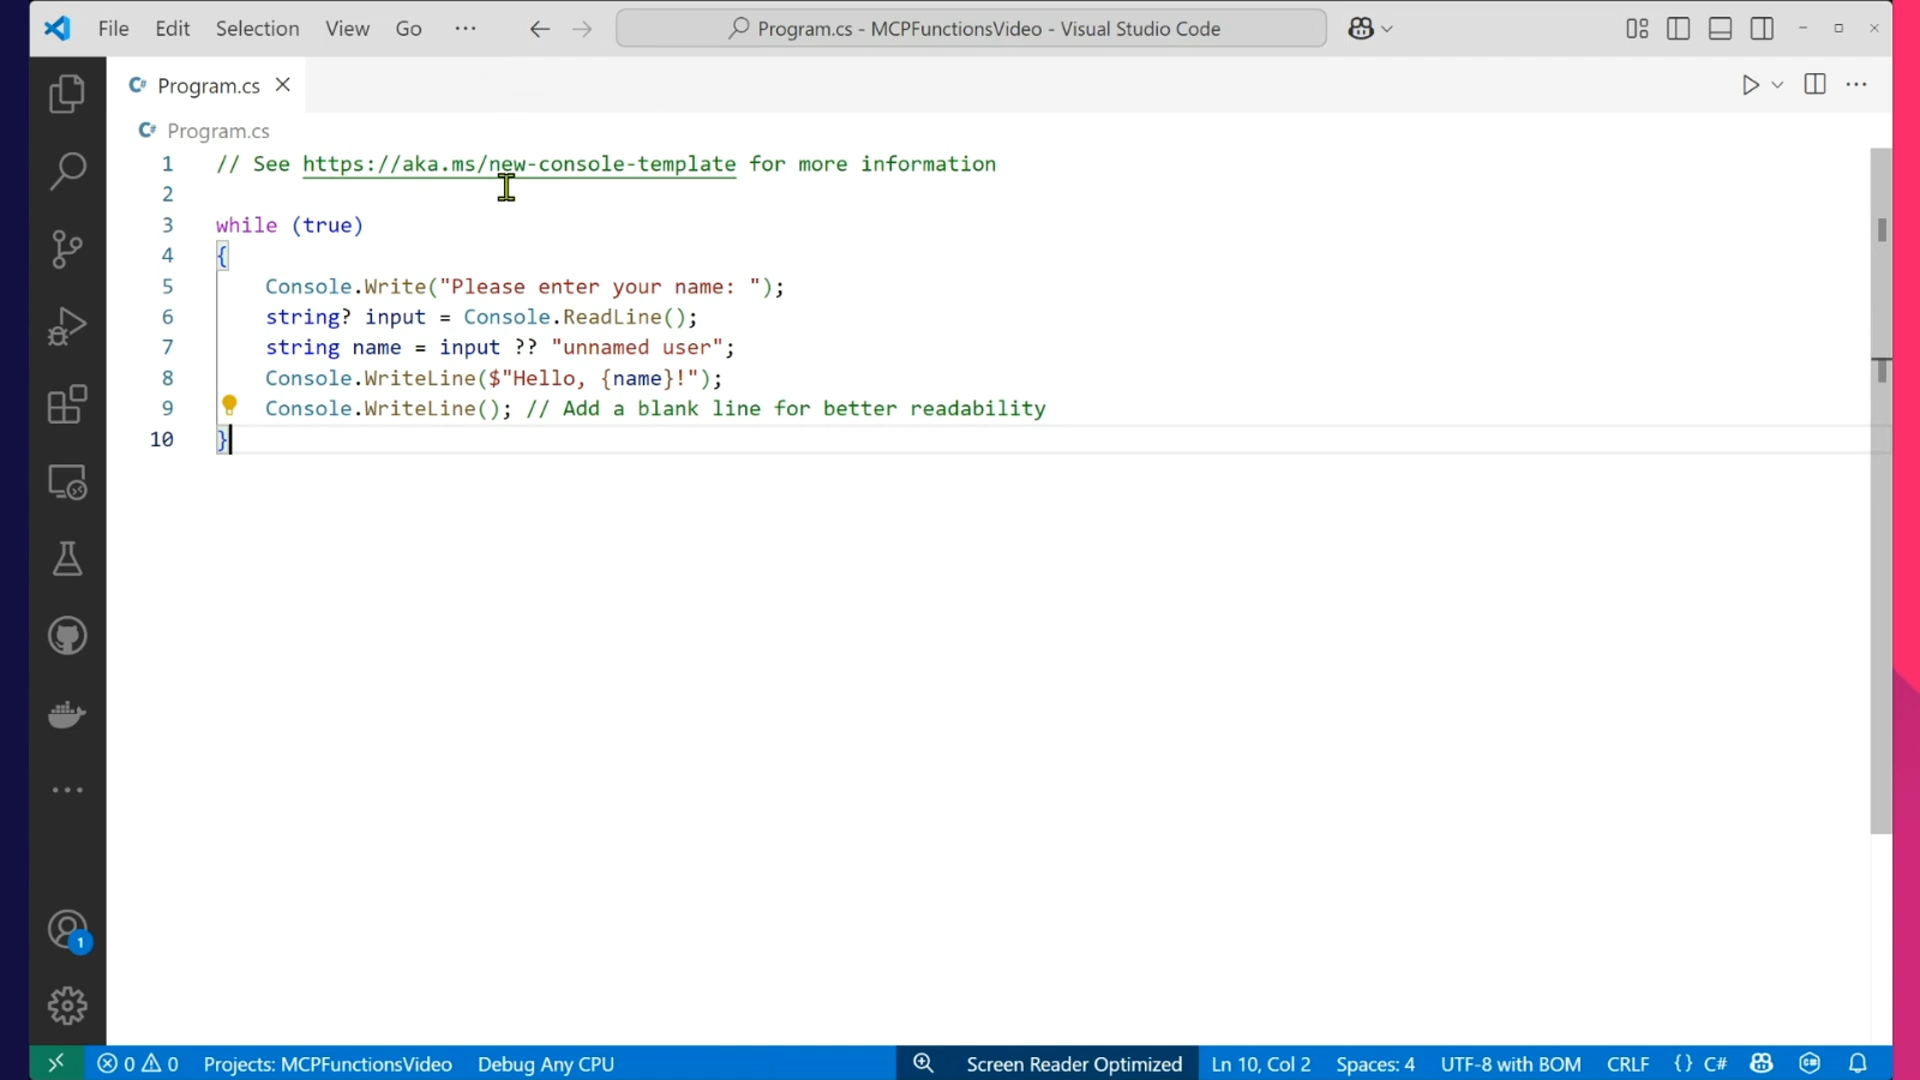 File Edit Selection View Go ··· Program.cs - MCPFunctionsVideo - Visual Studio Code
C# Program.cs
C# Program.cs
1 // See https://aka.ms/new-console-template for more information
2
3 while (true)
4 {
5 Console.Write("Please enter your name: ");
6 string? input = Console.ReadLine();
7 string name = input ?? "unnamed user";
8 Console.WriteLine($"Hello, {name}!");
9 Console.WriteLine(); // Add a blank line for better readability
10 }
1
0 0 Projects: MCPFunctionsVideo Debug Any CPU Screen Reader Optimized Ln 10, Col 2 Spaces: 4 UTF-8 with BOM CRLF {} C#